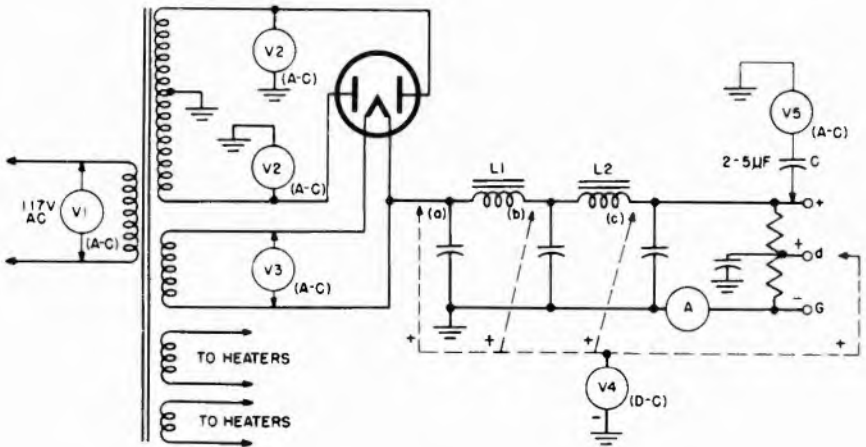 V2
(A-C)
V5
(A-C)
2-5µF
C
V2
(A-C)
L1
L2
117V
AC
V1
(A-C)
(a)
(b)
(c)
+
+
d
V3
(A-C)
A
−
G
+
+
+
+
TO HEATERS
V4
(D-C)
−
TO HEATERS